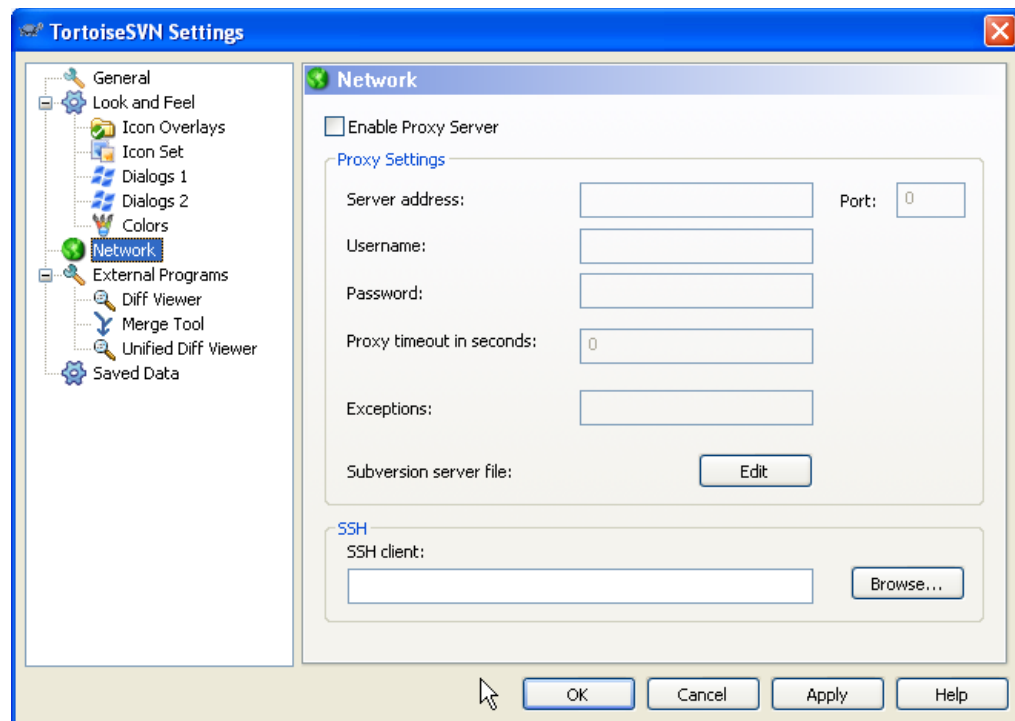 TortoiseSVN Settings
General
Look and Feel
Icon Overlays
Icon Set
Dialogs 1
Dialogs 2
Colors
Network
External Programs
Diff Viewer
Merge Tool
Unified Diff Viewer
Saved Data
Network
Enable Proxy Server
Proxy Settings
Server address: Port: 0
Username:
Password:
Proxy timeout in seconds: 0
Exceptions:
Subversion server file: Edit
SSH
SSH client:
Browse...
OK Cancel Apply Help